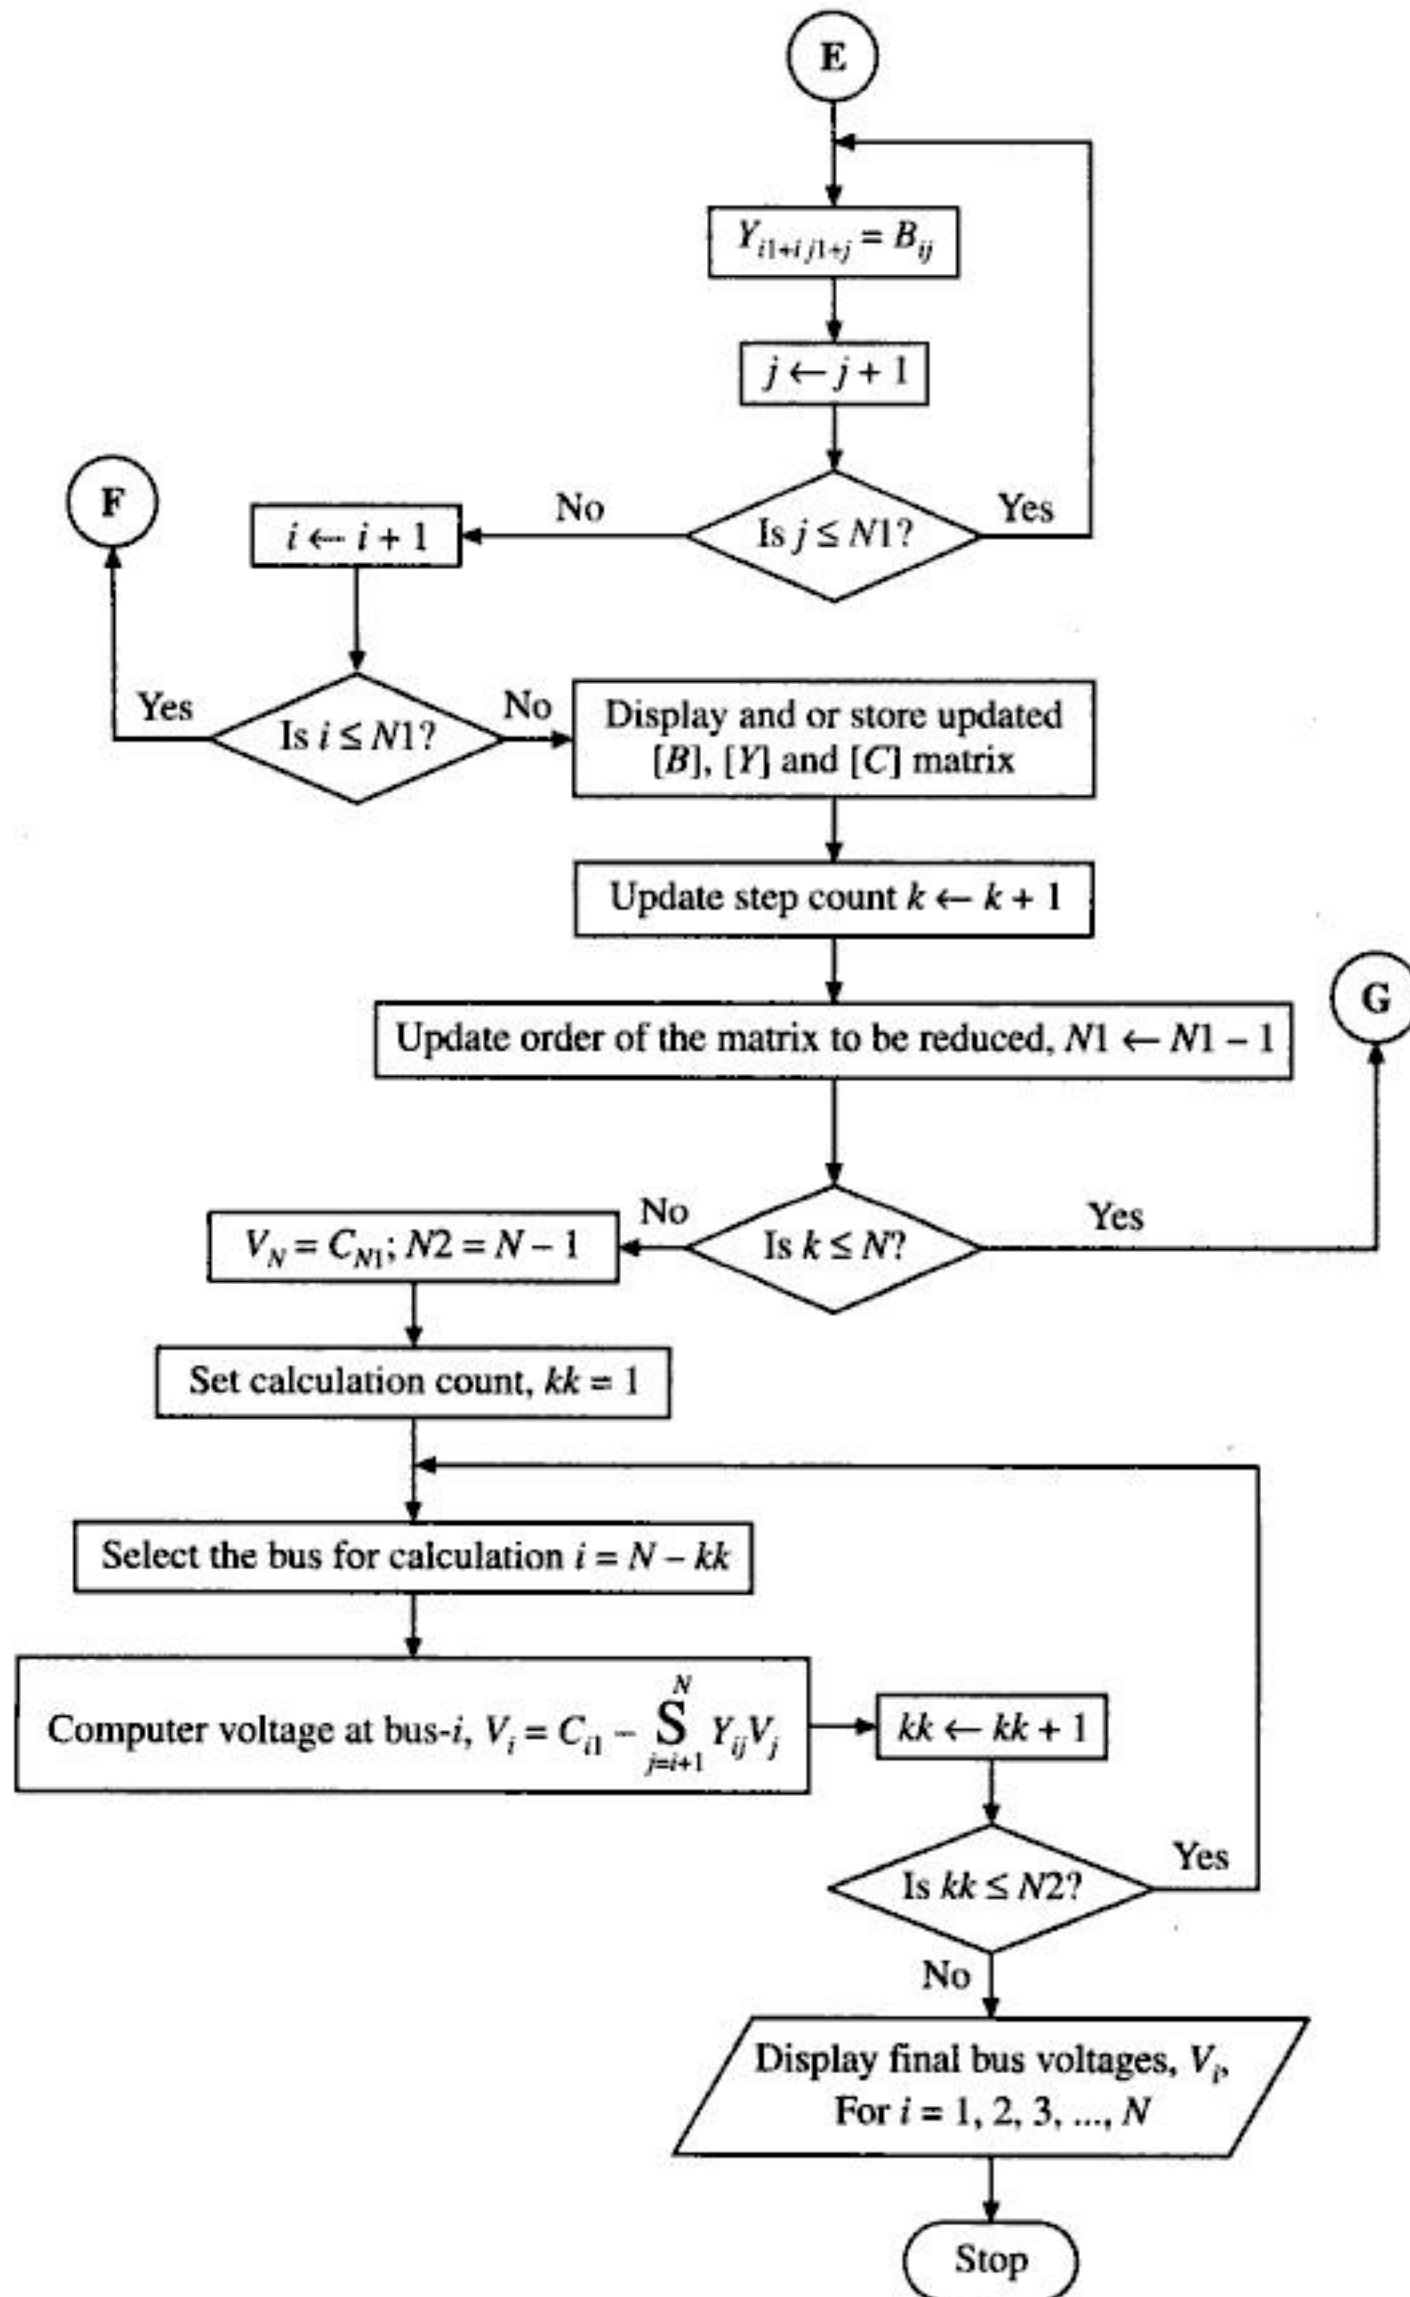 E
Y_{i1+i j1+j} = B_{ij}
j ← j + 1
F
i ← i + 1
No
Is j ≤ N1?
Yes
Yes
Is i ≤ N1?
No
Display and or store updated
[B], [Y] and [C] matrix
Update step count k ← k + 1
G
Update order of the matrix to be reduced, N1 ← N1 – 1
V_N = C_{N1}; N2 = N – 1
No
Is k ≤ N?
Yes
Set calculation count, kk = 1
Select the bus for calculation i = N – kk
Computer voltage at bus-i, V_i = C_{i1} – S_{j=i+1}^{N} Y_{ij}V_j
kk ← kk + 1
Is kk ≤ N2?
Yes
No
Display final bus voltages, V_i,
For i = 1, 2, 3, ..., N
Stop